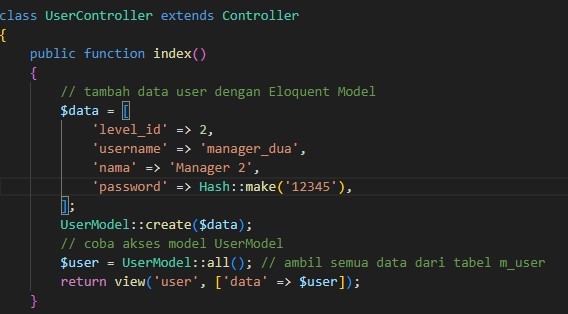 class UserController extends Controller
{
    public function index()
    {
        // tambah data user dengan Eloquent Model
        $data = [
            'level_id' => 2,
            'username' => 'manager_dua',
            'nama' => 'Manager 2',
            'password' => Hash::make('12345'),
        ];
        UserModel::create($data);
        // coba akses model UserModel
        $user = UserModel::all(); // ambil semua data dari tabel m_user
        return view('user', ['data' => $user]);
    }